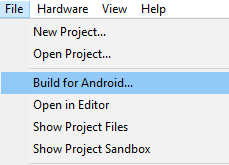 File Hardware View Help
New Project...
Open Project...
Build for Android...
Open in Editor
Show Project Files
Show Project Sandbox